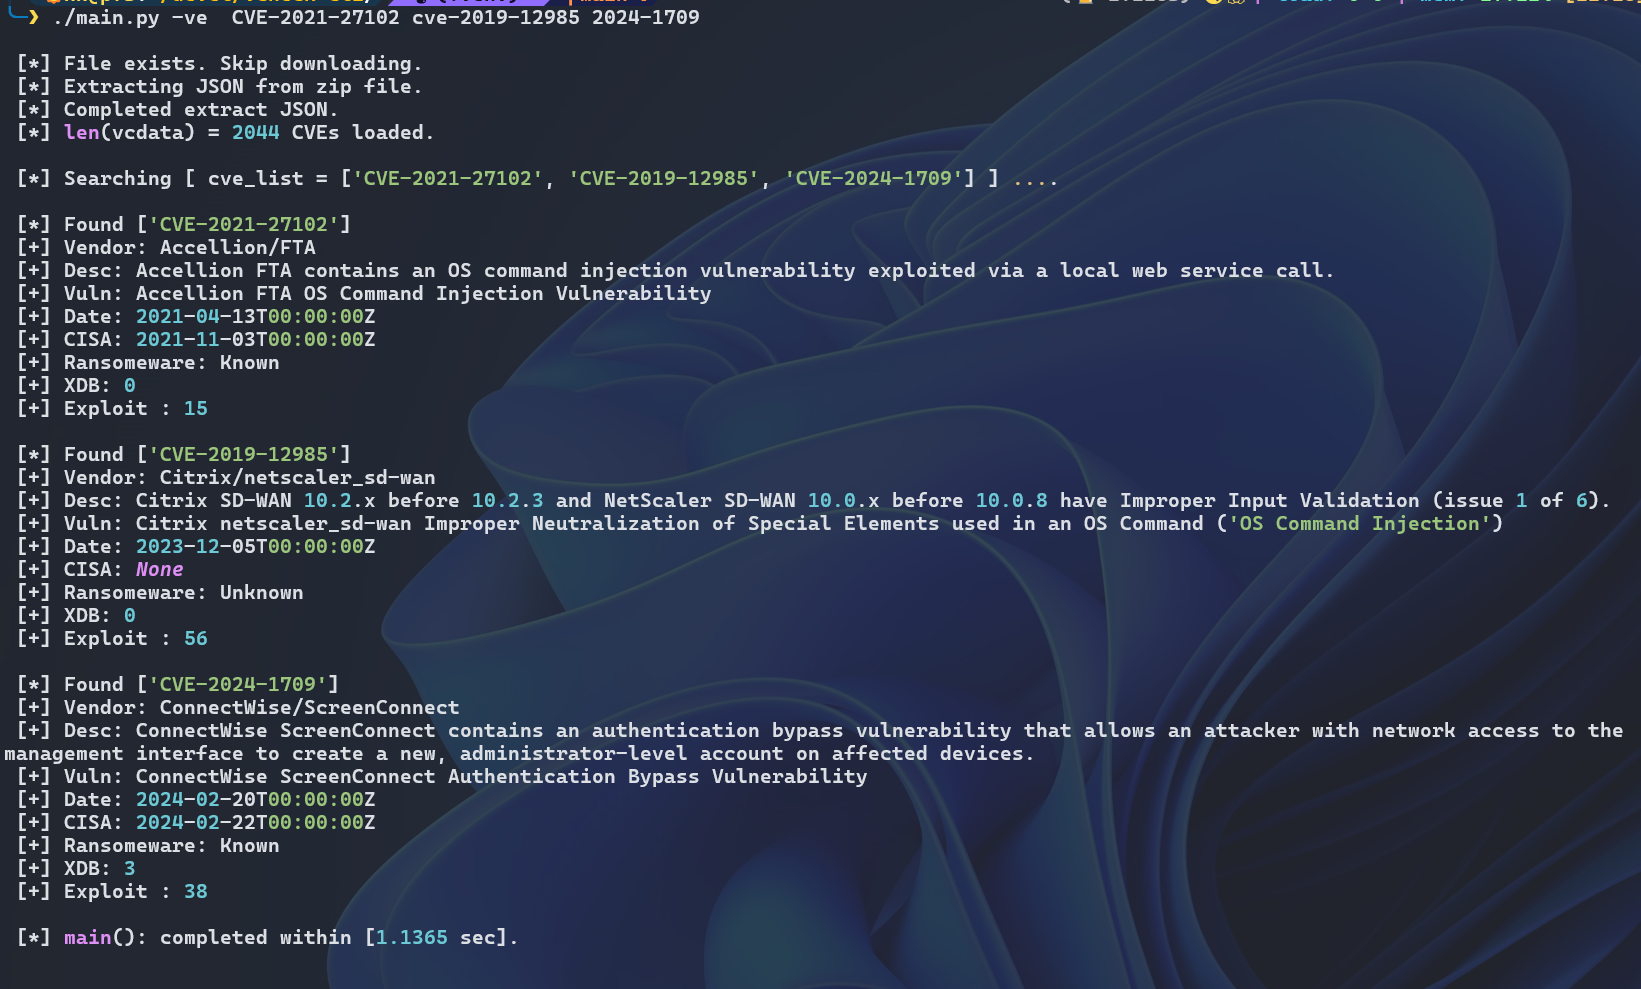 ❯ ./main.py -ve  CVE-2021-27102 cve-2019-12985 2024-1709
[*] File exists. Skip downloading.
[*] Extracting JSON from zip file.
[*] Completed extract JSON.
[*] len(vcdata) = 2044 CVEs loaded.
[*] Searching [ cve_list = ['CVE-2021-27102', 'CVE-2019-12985', 'CVE-2024-1709'] ] ....
[*] Found ['CVE-2021-27102']
[+] Vendor: Accellion/FTA
[+] Desc: Accellion FTA contains an OS command injection vulnerability exploited via a local web service call.
[+] Vuln: Accellion FTA OS Command Injection Vulnerability
[+] Date: 2021-04-13T00:00:00Z
[+] CISA: 2021-11-03T00:00:00Z
[+] Ransomeware: Known
[+] XDB: 0
[+] Exploit : 15
[*] Found ['CVE-2019-12985']
[+] Vendor: Citrix/netscaler_sd-wan
[+] Desc: Citrix SD-WAN 10.2.x before 10.2.3 and NetScaler SD-WAN 10.0.x before 10.0.8 have Improper Input Validation (issue 1 of 6).
[+] Vuln: Citrix netscaler_sd-wan Improper Neutralization of Special Elements used in an OS Command ('OS Command Injection')
[+] Date: 2023-12-05T00:00:00Z
[+] CISA: None
[+] Ransomeware: Unknown
[+] XDB: 0
[+] Exploit : 56
[*] Found ['CVE-2024-1709']
[+] Vendor: ConnectWise/ScreenConnect
[+] Desc: ConnectWise ScreenConnect contains an authentication bypass vulnerability that allows an attacker with network access to the
management interface to create a new, administrator-level account on affected devices.
[+] Vuln: ConnectWise ScreenConnect Authentication Bypass Vulnerability
[+] Date: 2024-02-20T00:00:00Z
[+] CISA: 2024-02-22T00:00:00Z
[+] Ransomeware: Known
[+] XDB: 3
[+] Exploit : 38
[*] main(): completed within [1.1365 sec].